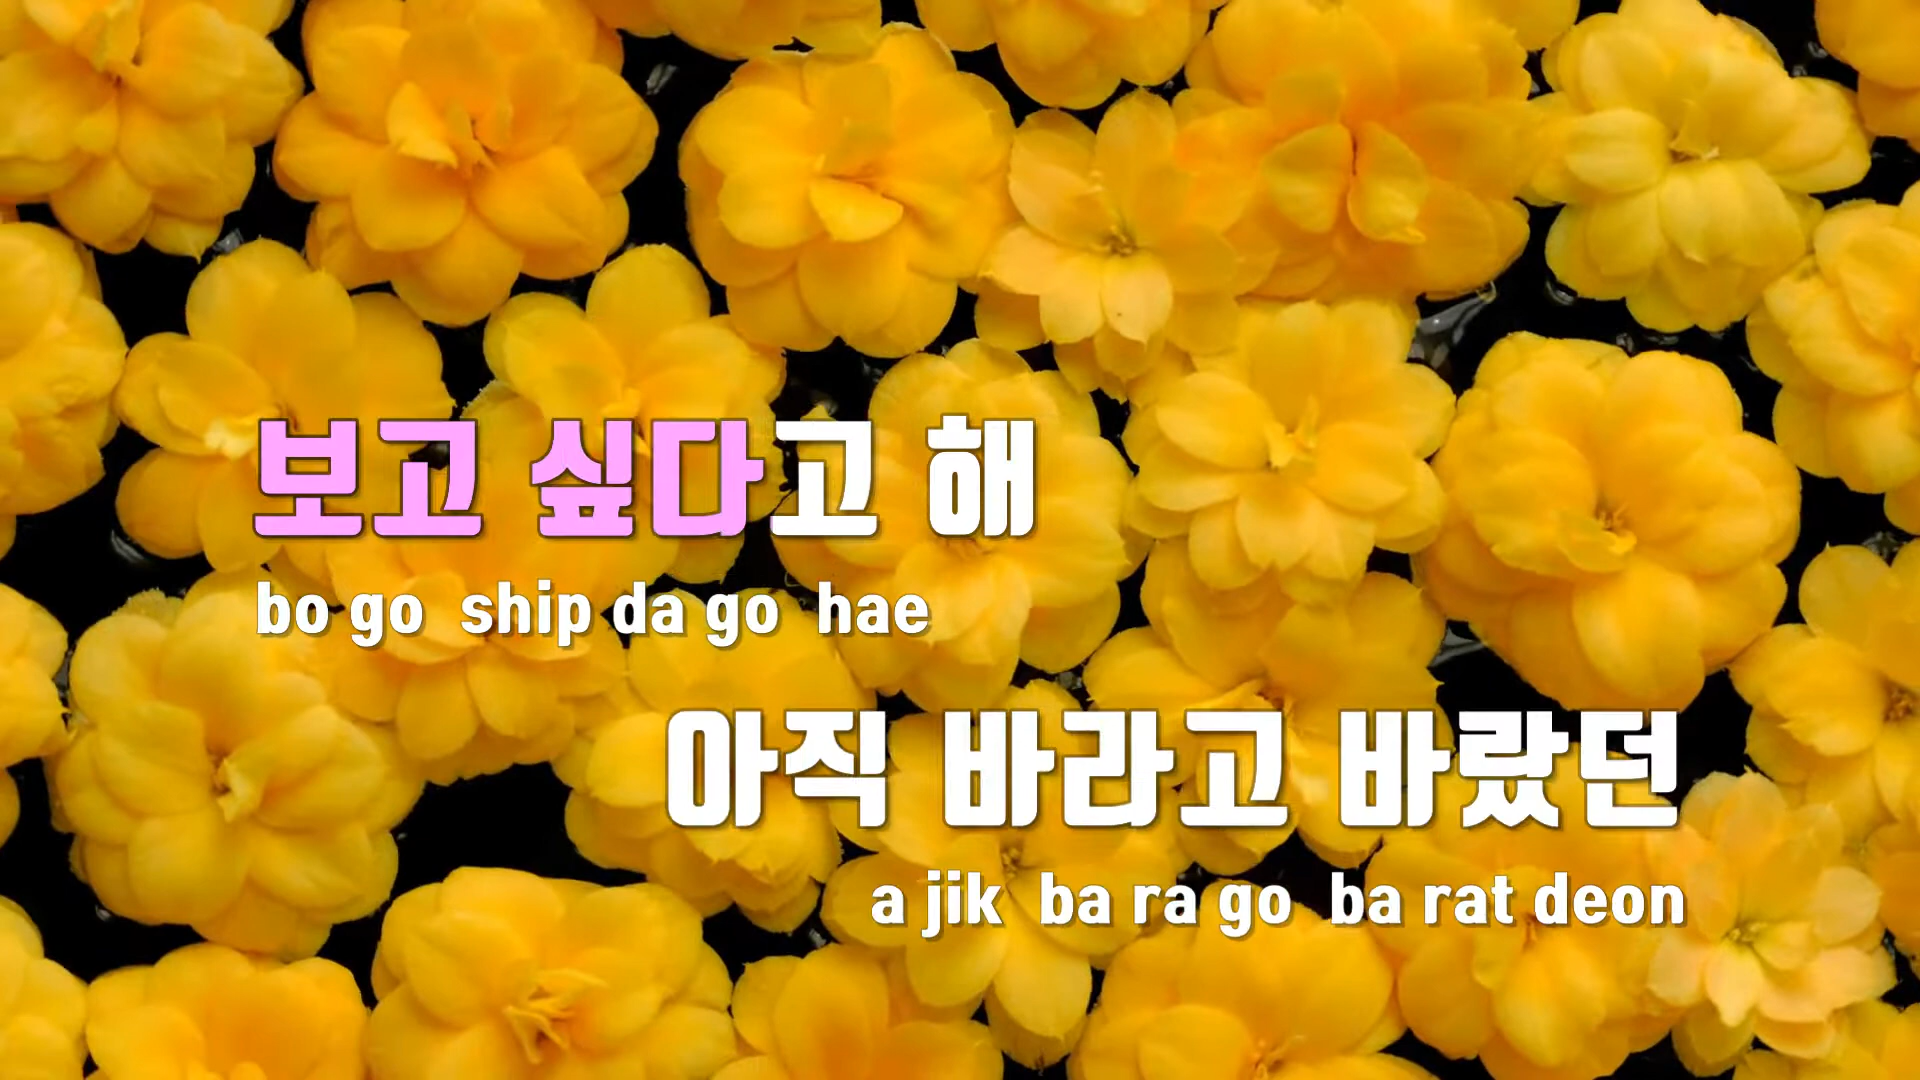 보고 싶다고 해
bo go ship da go hae
아직 바라고 바랐던
a jik ba ra go ba rat deon